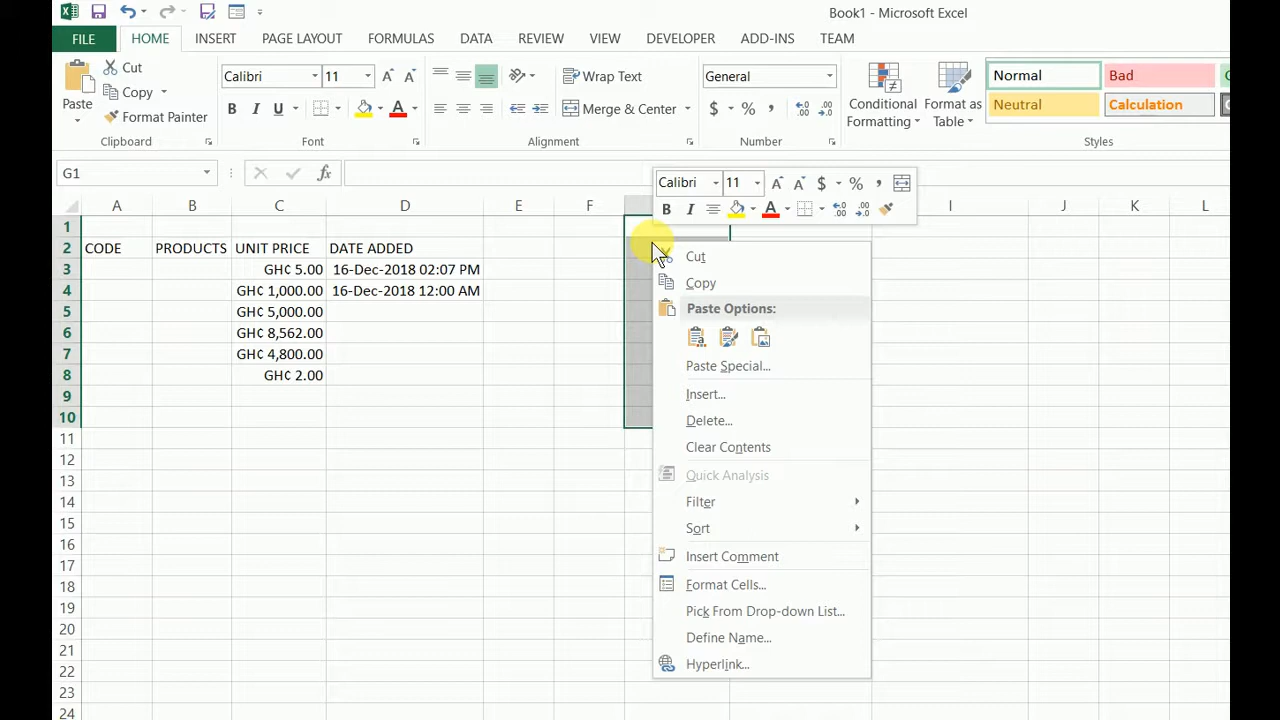 Book1 - Microsoft Excel
FILE HOME INSERT PAGE LAYOUT FORMULAS DATA REVIEW VIEW DEVELOPER ADD-INS TEAM
Paste
Cut
Copy
Format Painter
Clipboard
Calibri 11
B I U A
Font
Wrap Text
Merge & Center
Alignment
General
$ % ,
Number
Conditional Formatting
Format as Table
Normal Bad
Neutral Calculation
Styles
G1
fx
Calibri 11 $ % ,
B I A
A B C D E F I J K L
1
2 CODE PRODUCTS UNIT PRICE DATE ADDED
3 GH₵ 5.00 16-Dec-2018 02:07 PM
4 GH₵ 1,000.00 16-Dec-2018 12:00 AM
5 GH₵ 5,000.00
6 GH₵ 8,562.00
7 GH₵ 4,800.00
8 GH₵ 2.00
9
10
11
12
13
14
15
16
17
18
19
20
21
22
23
24
Cut
Copy
Paste Options:
Paste Special...
Insert...
Delete...
Clear Contents
Quick Analysis
Filter
Sort
Insert Comment
Format Cells...
Pick From Drop-down List...
Define Name...
Hyperlink...